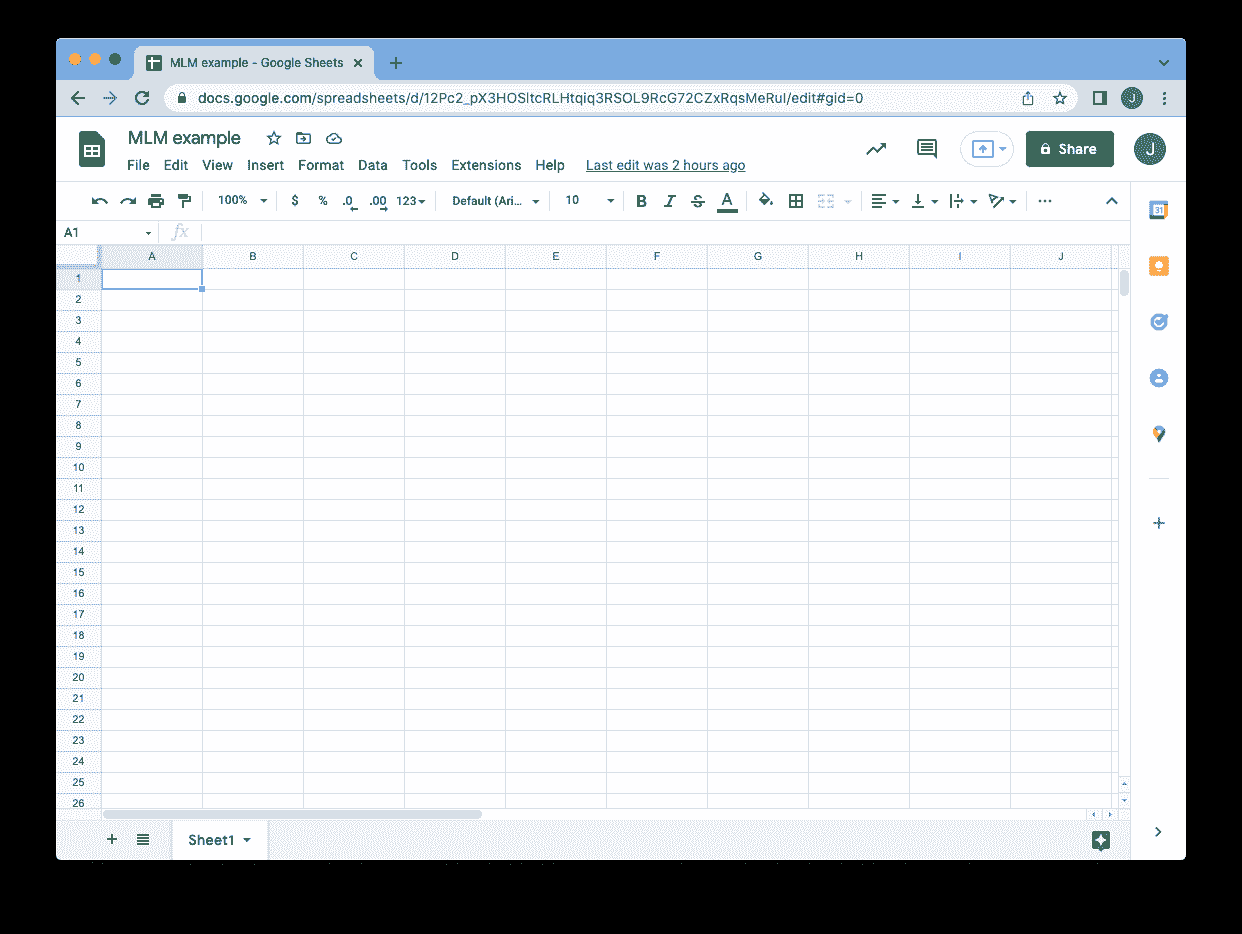 MLM example - Google Sheets
docs.google.com/spreadsheets/d/12Pc2_pX3HOSltcRLHtqiq3RSOL9RcG72CZxRqsMeRuI/edit#gid=0
J
MLM example
File Edit View Insert Format Data Tools Extensions Help Last edit was 2 hours ago
Share
J
100% $ % .0 .00 123 Default (Ari... 10 B I S A
31
A1 fx
A B C D E F G H I J
1
2
3
4
5
6
7
8
9
10
11
12
13
14
15
16
17
18
19
20
21
22
23
24
25
26
Sheet1